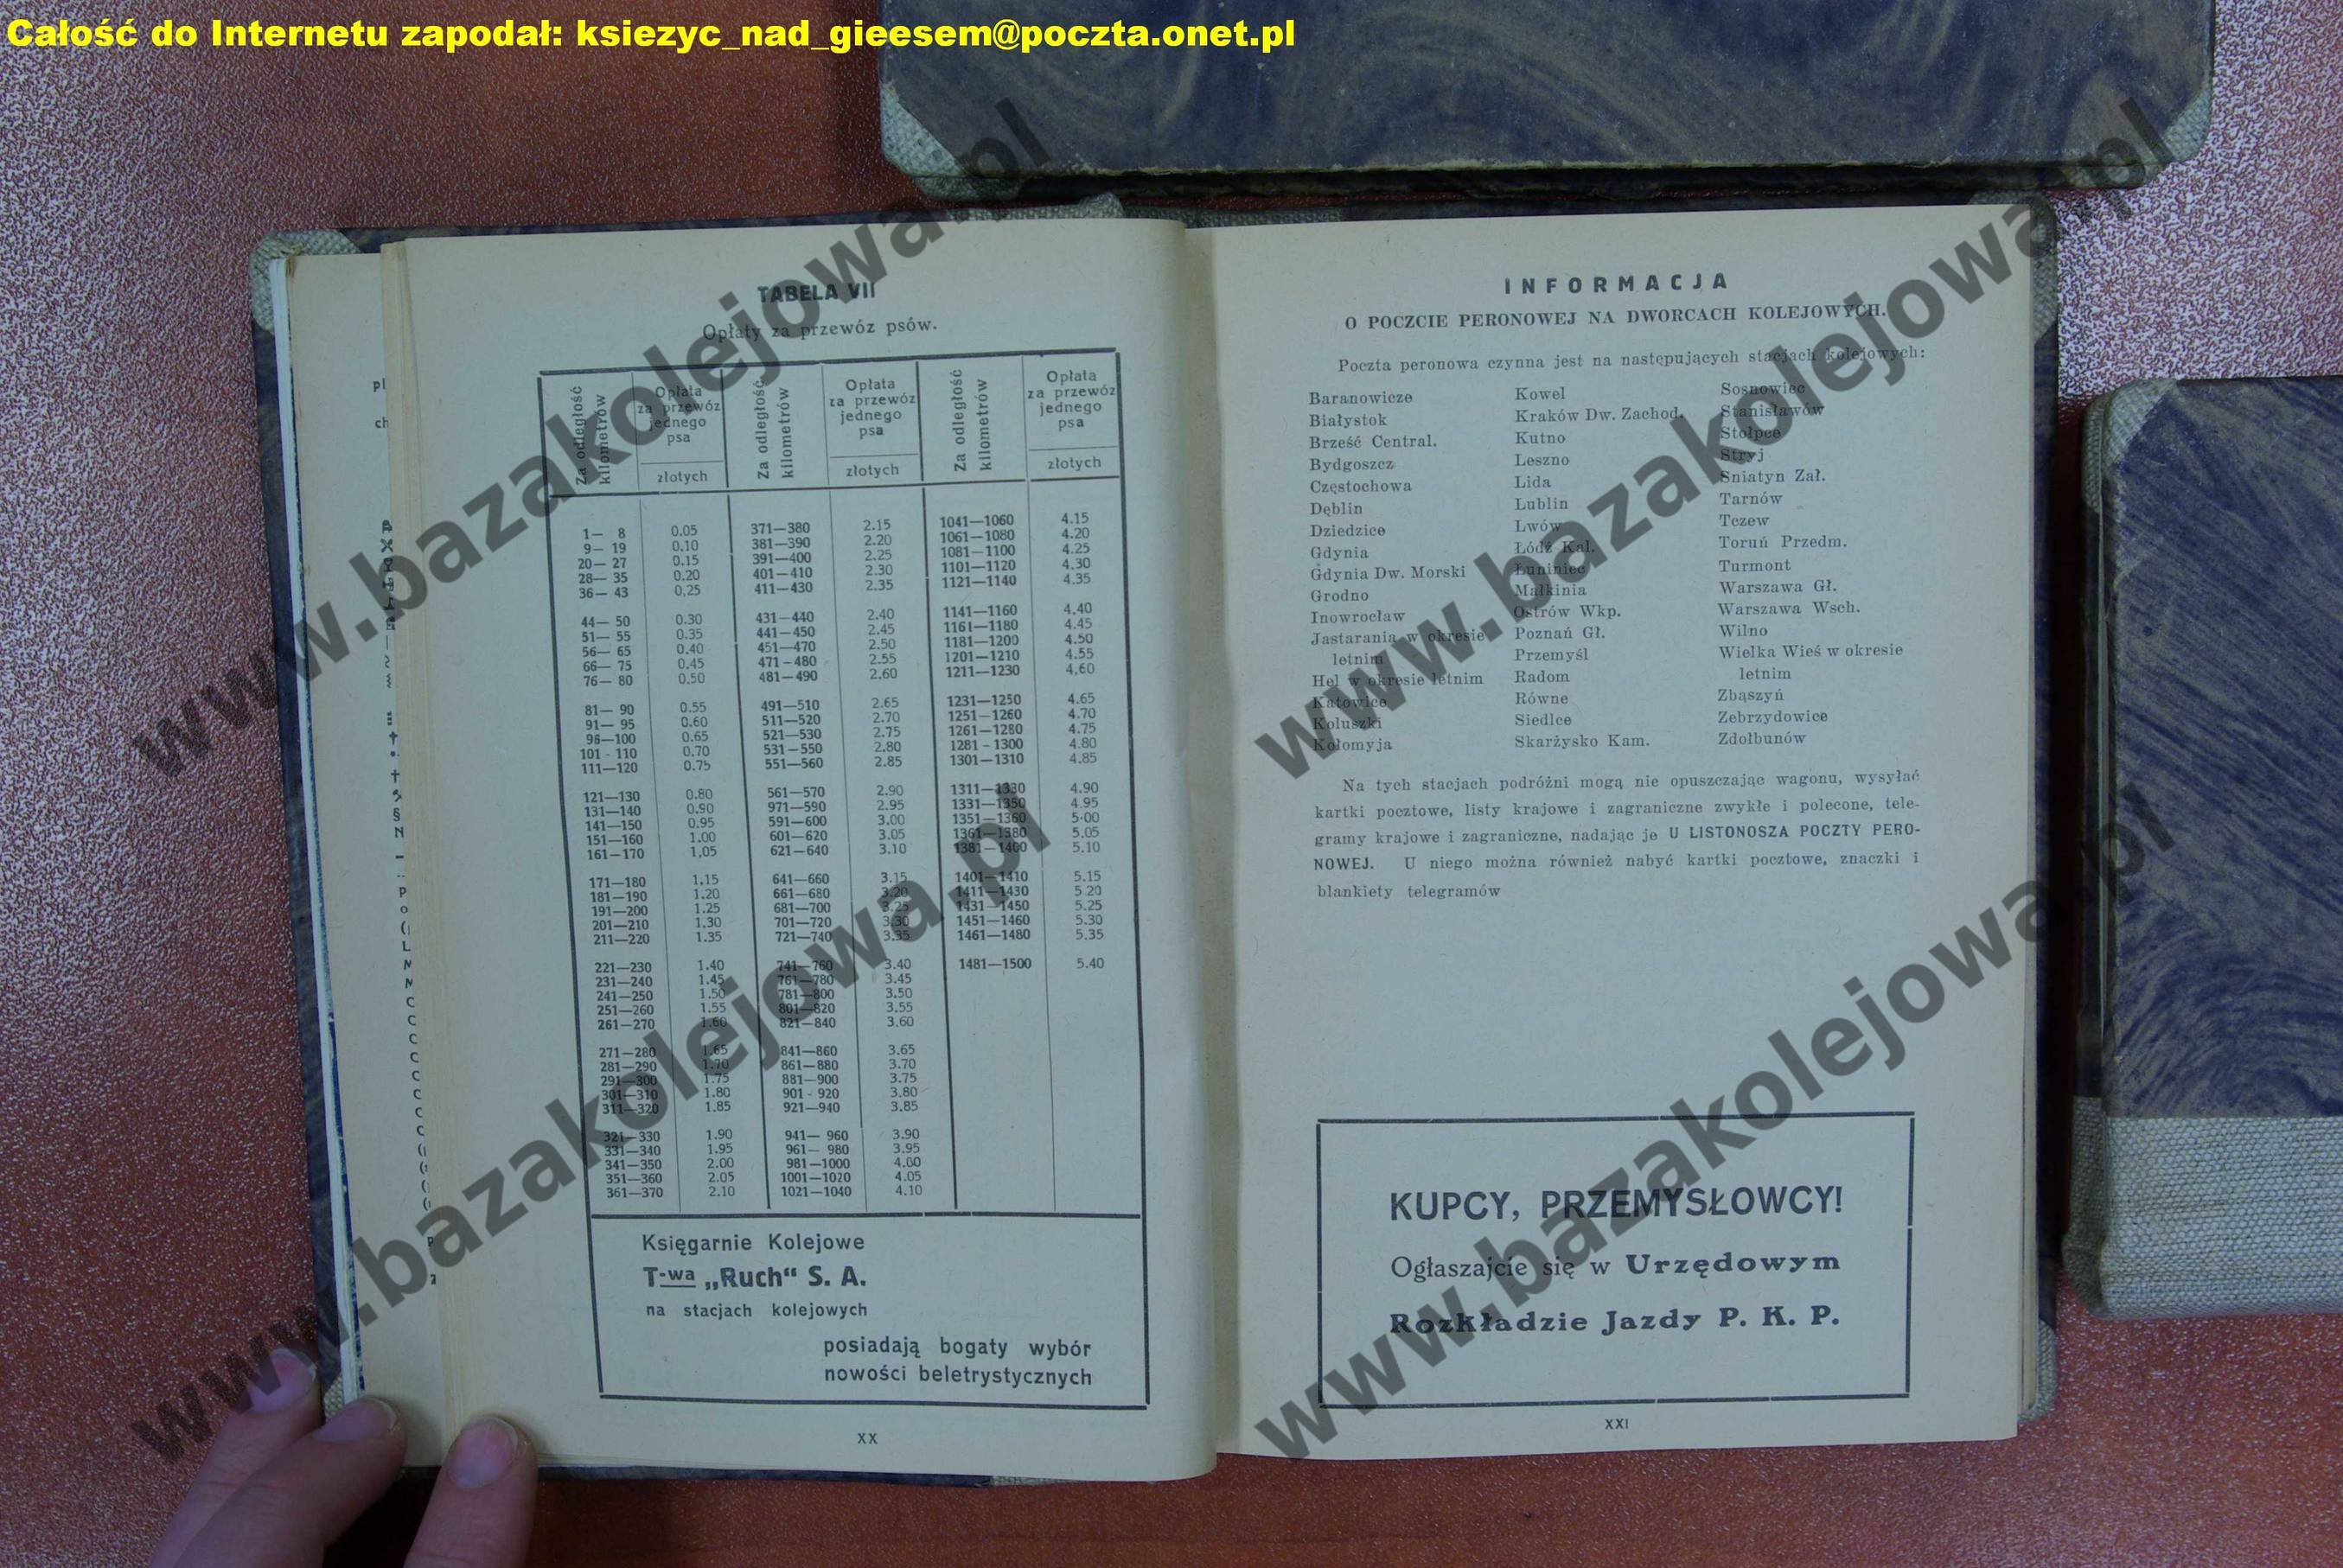 Całość do Internetu zapodał: ksiezyc_nad_gieesem@poczta.onet.pl
TABELA VII
Opłaty za przewóz psów.
Za odległość kilometrów | Opłata za przewóz jednego psa złotych | Za odległość kilometrów | Opłata za przewóz jednego psa złotych | Za odległość kilometrów | Opłata za przewóz jednego psa złotych
1— 8 0.05 371—380 2.15 1041—1060 4.15
9— 19 0.10 381—390 2.20 1061—1080 4.20
20— 27 0.15 391—400 2.25 1081—1100 4.25
28— 35 0.20 401—410 2.30 1101—1120 4.30
36— 43 0,25 411—430 2.35 1121—1140 4.35
44— 50 0.30 431—440 2.40 1141—1160 4.40
51— 55 0.35 441—450 2.45 1161—1180 4.45
56— 65 0.40 451—470 2.50 1181—1200 4.50
66— 75 0.45 471-480 2.55 1201—1210 4.55
76— 80 0.50 481—490 2.60 1211—1230 4.60
81— 90 0.55 491—510 2.65 1231—1250 4.65
91— 95 0.60 511—520 2.70 1251—1260 4.70
96—100 0.65 521—530 2.75 1261—1280 4.75
101-110 0.70 531—550 2.80 1281-1300 4.80
111—120 0.75 551—560 2.85 1301—1310 4.85
121—130 0.80 561—570 2.90 1311—1330 4.90
131—140 0.90 971—590 2.95 1331—1350 4.95
141—150 0.95 591—600 3.00 1351—1360 5·00
151—160 1.00 601—620 3.05 1361—1380 5.05
161—170 1,05 621—640 3.10 1381—1400 5.10
171—180 1.15 641—660 3.15 1401—1410 5.15
181—190 1.20 661—680 3.20 1411—1430 5.20
191—200 1.25 681—700 3.25 1431—1450 5.25
201—210 1.30 701—720 3.30 1451—1460 5.30
211—220 1.35 721—740 3.35 1461—1480 5.35
221—230 1.40 741—760 3.40 1481—1500 5.40
231—240 1.45 761—780 3.45
241—250 1.50 781—800 3.50
251—260 1.55 801—820 3.55
261—270 1.60 821—840 3.60
271—280 1.65 841—860 3.65
281—290 1.70 861—880 3.70
291—300 1.75 881—900 3.75
301—310 1.80 901-920 3.80
311—320 1.85 921—940 3.85
321—330 1.90 941— 960 3.90
331—340 1.95 961— 980 3.95
341—350 2.00 981—1000 4.00
351—360 2.05 1001—1020 4.05
361—370 2.10 1021—1040 4.10
Księgarnie Kolejowe
T-wa „Ruch“ S. A.
na stacjach kolejowych
posiadają bogaty wybór
nowości beletrystycznych
XX
INFORMACJA
O POCZCIE PERONOWEJ NA DWORCACH KOLEJOWYCH.
Poczta peronowa czynna jest na następujących stacjach kolejowych:
Baranowicze
Białystok
Brześć Central.
Bydgoszcz
Częstochowa
Dęblin
Dziedzice
Gdynia
Gdynia Dw. Morski
Grodno
Inowrocław
Jastarania w okresie
letnim
Hel w okresie letnim
Katowice
Koluszki
Kołomyja
Kowel
Kraków Dw. Zachod.
Kutno
Leszno
Lida
Lublin
Lwów
Łódź Kal.
Łuniniec
Małkinia
Ostrów Wkp.
Poznań Gł.
Przemyśl
Radom
Równe
Siedlce
Skarżysko Kam.
Sosnowiec
Stanisławów
Stołpce
Stryj
Sniatyn Zał.
Tarnów
Tczew
Toruń Przedm.
Turmont
Warszawa Gł.
Warszawa Wsch.
Wilno
Wielka Wieś w okresie
letnim
Zbąszyń
Zebrzydowice
Zdołbunów
Na tych stacjach podróżni mogą nie opuszczając wagonu, wysyłać
kartki pocztowe, listy krajowe i zagraniczne zwykłe i polecone, tele-
gramy krajowe i zagraniczne, nadając je U LISTONOSZA POCZTY PERO-
NOWEJ. U niego można również nabyć kartki pocztowe, znaczki i
blankiety telegramów
KUPCY, PRZEMYSŁOWCY!
Ogłaszajcie się w Urzędowym
Rozkładzie Jazdy P. K. P.
XXI
www.bazakolejowa.pl
www.bazakolejowa.pl
www.bazakolejowa.pl
www.bazakolejowa.pl